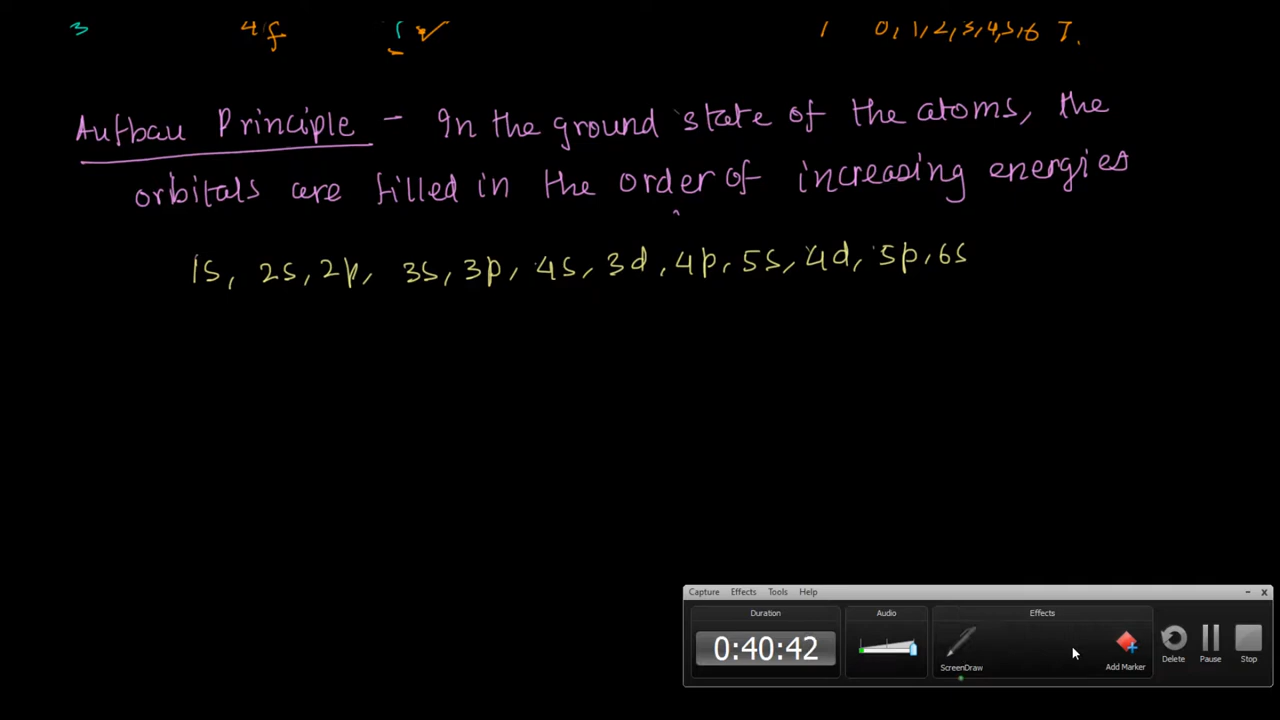 3 4f 1 1 0, 1, 2, 3, 4, 5, 6 7.
Aufbau Principle - In the ground state of the atoms, the
orbitals are filled in the order of increasing energies
1s, 2s, 2p, 3s, 3p, 4s, 3d, 4p, 5s, 4d, 5p, 6s
Capture Effects Tools Help
Duration Audio Effects
0:40:42
ScreenDraw Add Marker Delete Pause Stop